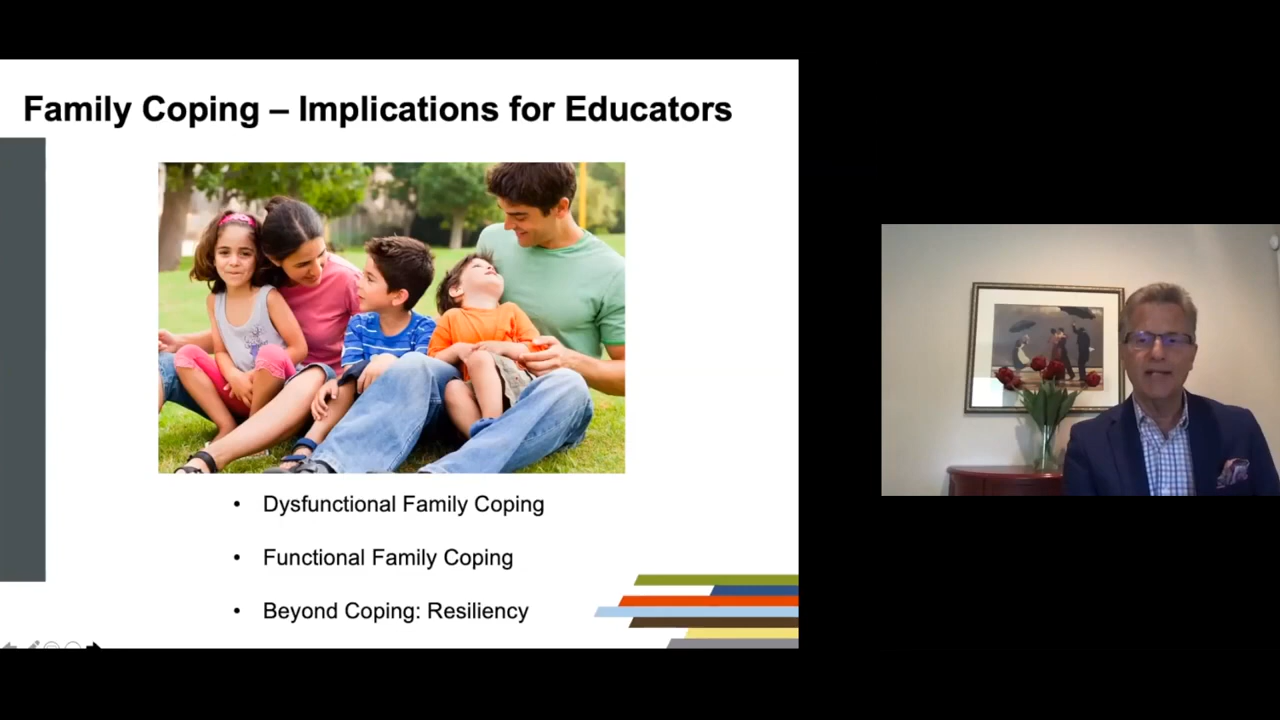 Family Coping – Implications for Educators
• Dysfunctional Family Coping
• Functional Family Coping
• Beyond Coping: Resiliency